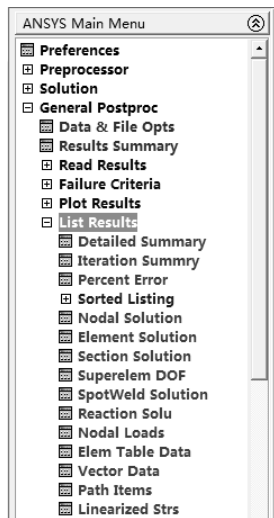 ANSYS Main Menu
Preferences
Preprocessor
Solution
General Postproc
Data & File Opts
Results Summary
Read Results
Failure Criteria
Plot Results
List Results
Detailed Summary
Iteration Summry
Percent Error
Sorted Listing
Nodal Solution
Element Solution
Section Solution
Superelem DOF
SpotWeld Solution
Reaction Solu
Nodal Loads
Elem Table Data
Vector Data
Path Items
Linearized Strs